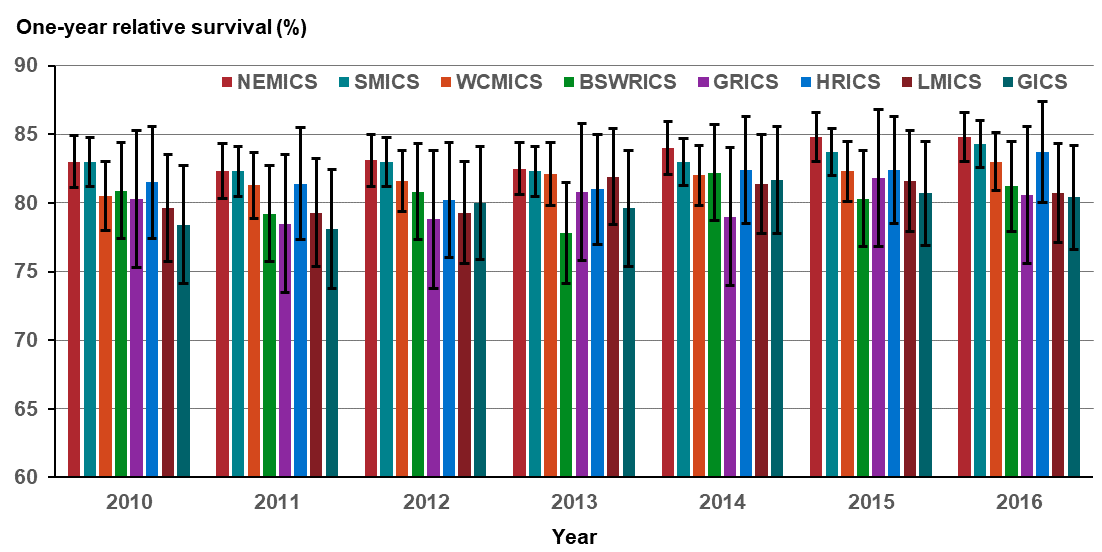 One-year relative survival (%)
90
NEMICS SMICS WCMICS BSWRICS GRICS HRICS LMICS GICS
85
80
75
70
65
60
2010 2011 2012 2013 2014 2015 2016
Year